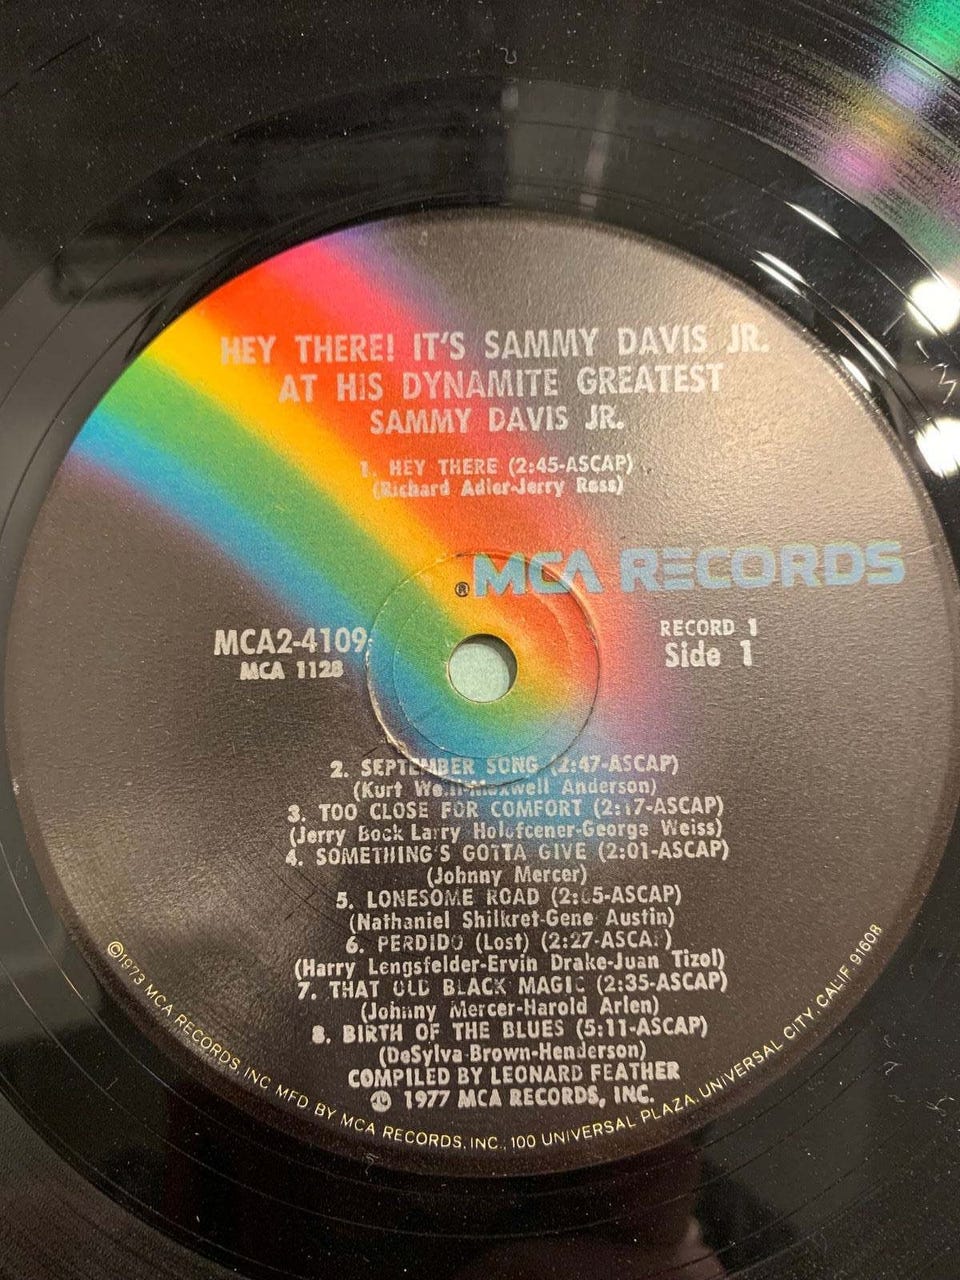 HEY THERE! IT'S SAMMY DAVIS JR.
AT HIS DYNAMITE GREATEST
SAMMY DAVIS JR.
1. HEY THERE (2:45-ASCAP)
(Richard Adler-Jerry Ross)
® MCA RECORDS
MCA2-4109
MCA 1128
RECORD 1
Side 1
2. SEPTEMBER SONG (2:47-ASCAP)
(Kurt Weill-Maxwell Anderson)
3. TOO CLOSE FOR COMFORT (-ASCAP)
(Jerry Bock-Larry Holofcener-George Weiss)
4. SOMETHING'S GOTTA GIVE (2:01-ASCAP)
(Johnny Mercer)
5. LONESOME ROAD (-ASCAP)
(Nathaniel Shilkret-Gene Austin)
6. PERDIDO (Lost) (2:27-ASCAP)
(Harry Lengsfelder-Ervin Drake-Juan Tizol)
7. THAT OLD BLACK MAGIC (2:35-ASCAP)
(Johnny Mercer-Harold Arlen)
8. BIRTH OF THE BLUES (5:11-ASCAP)
(DeSylva-Brown-Henderson)
COMPILED BY LEONARD FEATHER
℗ 1977 MCA RECORDS, INC.
©1973 MCA RECORDS, INC MFD BY MCA RECORDS, INC., 100 UNIVERSAL PLAZA, UNIVERSAL CITY, CALIF. 91608